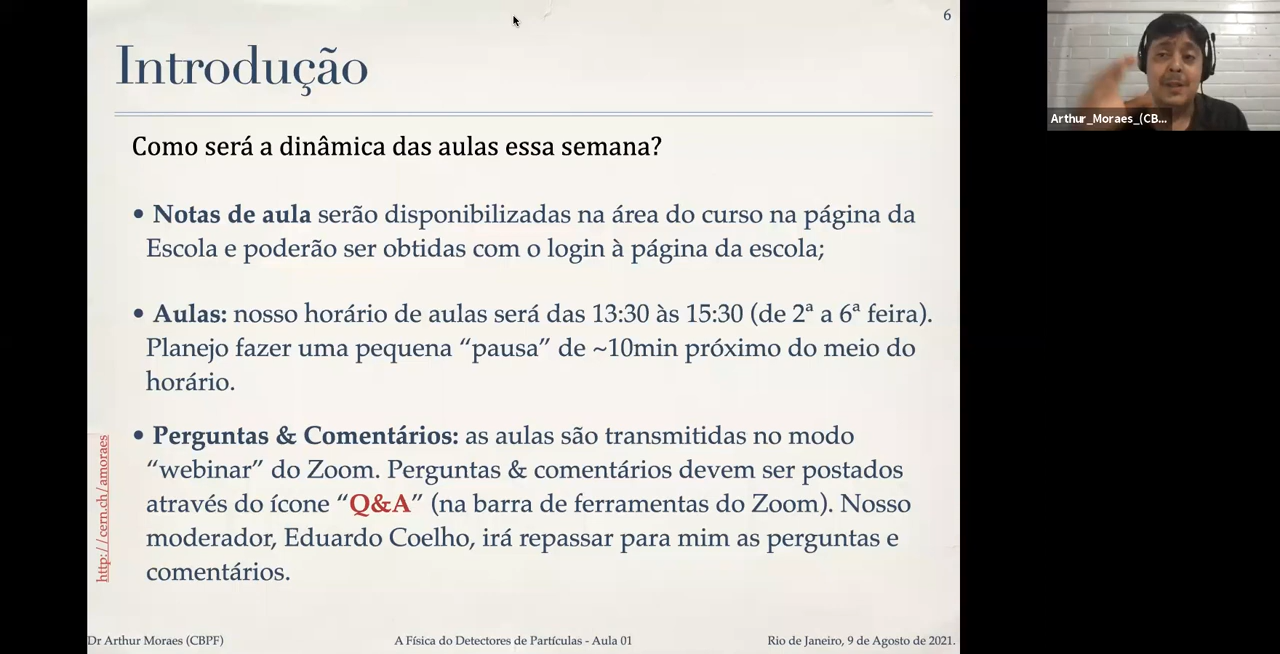 6
Introdução
Como será a dinâmica das aulas essa semana?
• Notas de aula serão disponibilizadas na área do curso na página da
Escola e poderão ser obtidas com o login à página da escola;
• Aulas: nosso horário de aulas será das 13:30 às 15:30 (de 2ª a 6ª feira).
Planejo fazer uma pequena “pausa” de ~10min próximo do meio do
horário.
• Perguntas & Comentários: as aulas são transmitidas no modo
“webinar” do Zoom. Perguntas & comentários devem ser postados
através do ícone “Q&A” (na barra de ferramentas do Zoom). Nosso
moderador, Eduardo Coelho, irá repassar para mim as perguntas e
comentários.
http://cern.ch/amoraes
Dr Arthur Moraes (CBPF)
A Física do Detectores de Partículas - Aula 01
Rio de Janeiro, 9 de Agosto de 2021.
Arthur_Moraes_(CB...